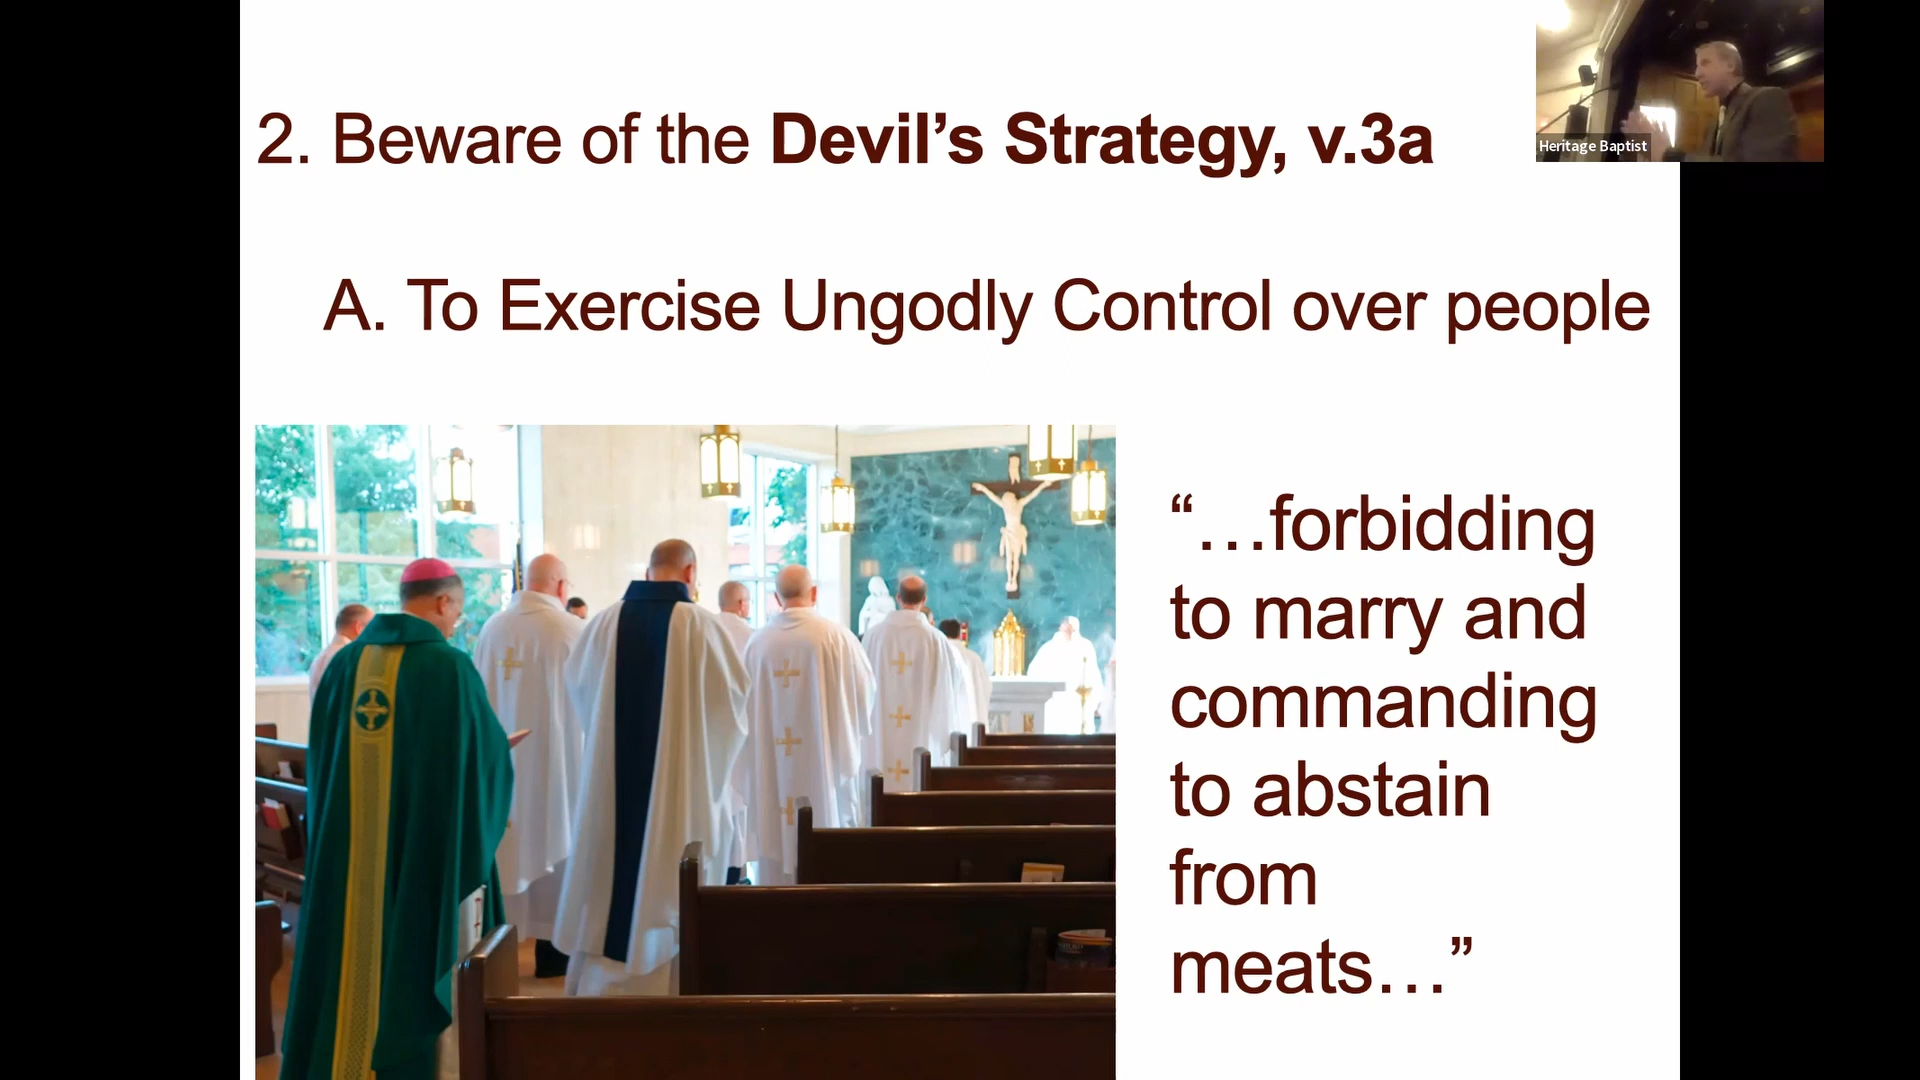 2. Beware of the Devil’s Strategy, v.3a
Heritage Baptist
A. To Exercise Ungodly Control over people
“…forbidding
to marry and
commanding
to abstain
from
meats…”